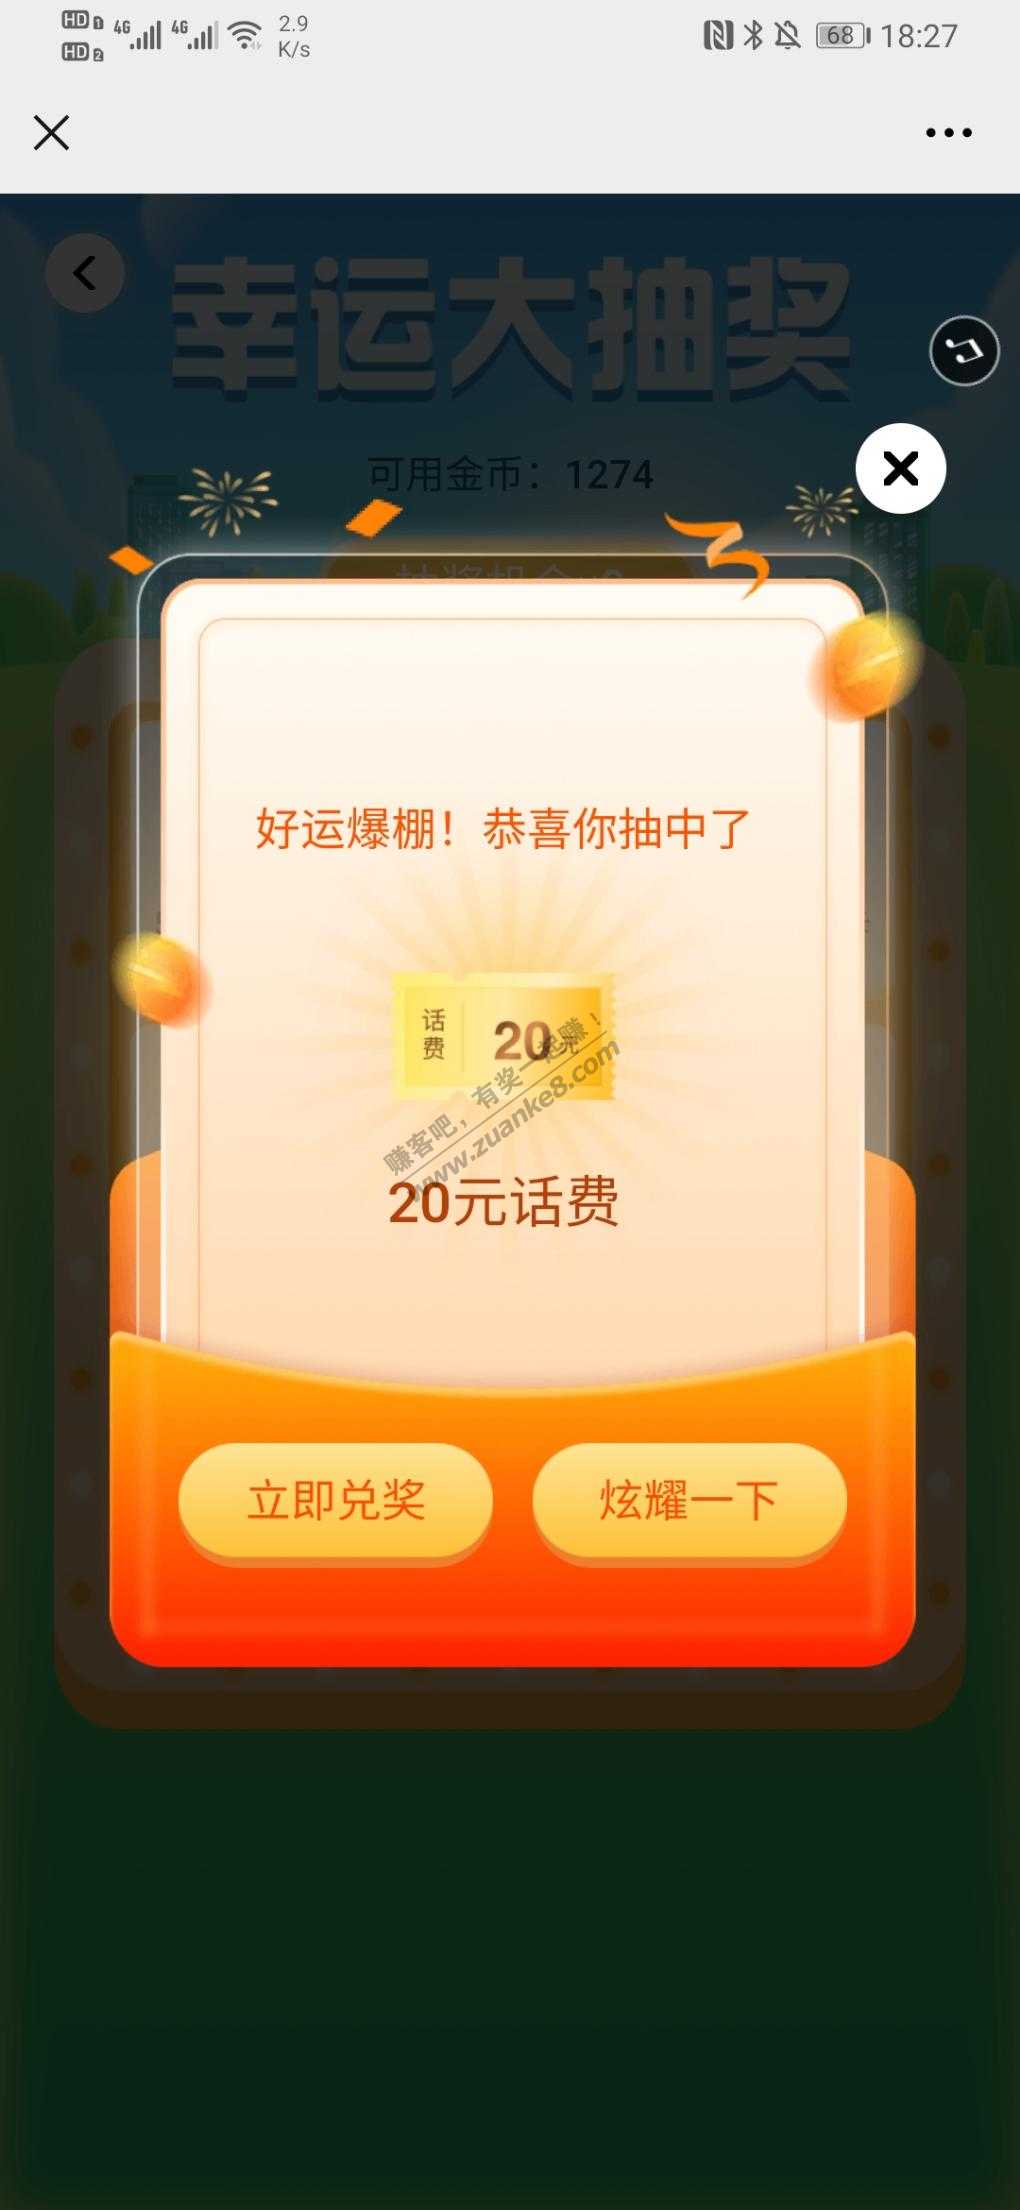 HD 1 4G 4G 2.9
HD 2 K/s
68 18:27
幸运大抽奖
可用金币：1274
好运爆棚！恭喜你抽中了
话费 20元
赚客吧，有奖一起赚！
www.zuanke8.com
20元话费
立即兑奖 炫耀一下